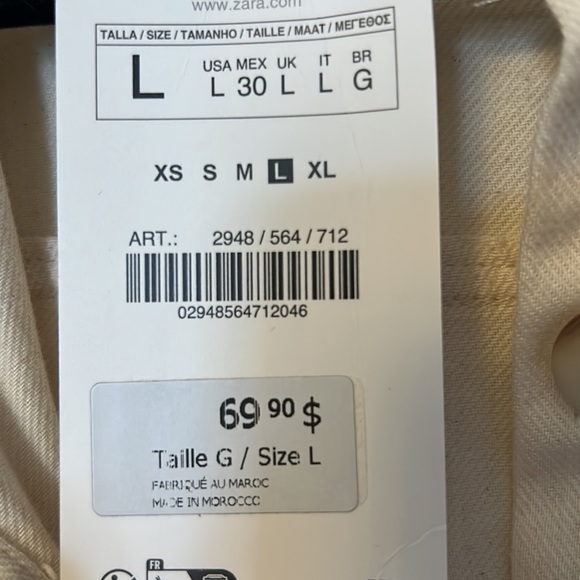 www.zara.com
TALLA / SIZE / TAMANHO / TAILLE / MAAT / ΜΕΓΕΘΟΣ
L
USA MEX UK IT BR
L 30 L L G
XS S M L XL
ART.: 2948 / 564 / 712
02948564712046
69 90 $
Taille G / Size L
FABRIQUÉ AU MAROC
MADE IN MOROCCO
FR